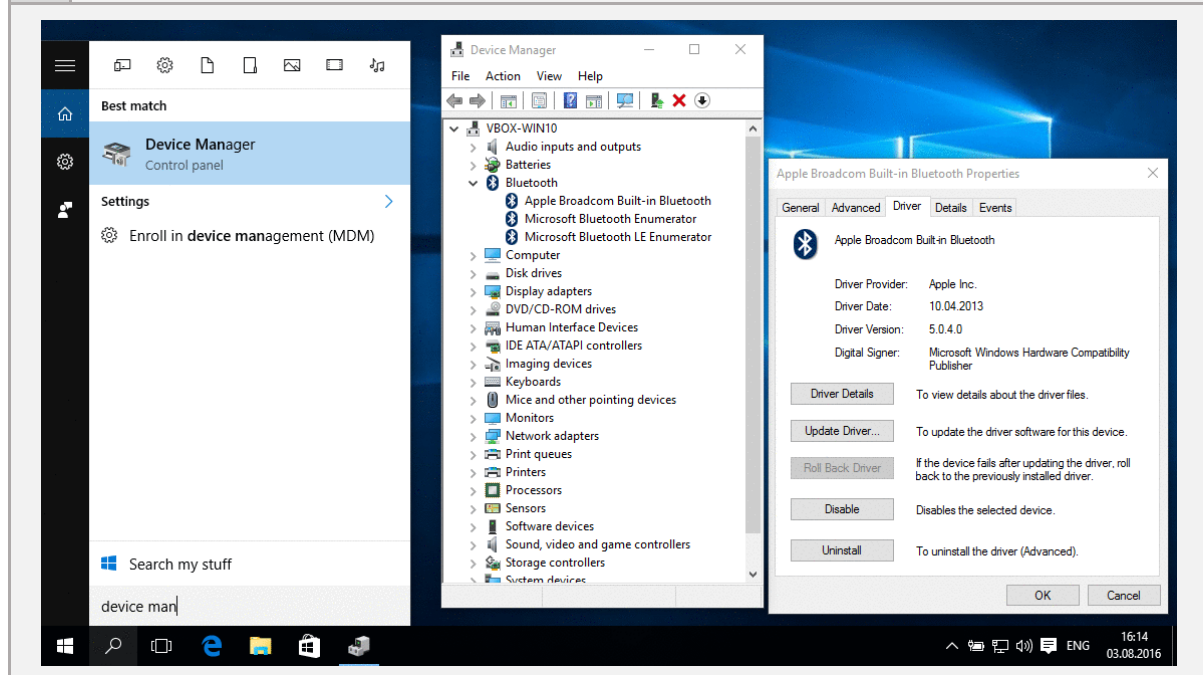 Best match
Device Manager
Control panel
Settings
Enroll in device management (MDM)
Search my stuff
device man
Device Manager
File Action View Help
VBOX-WIN10
Audio inputs and outputs
Batteries
Bluetooth
Apple Broadcom Built-in Bluetooth
Microsoft Bluetooth Enumerator
Microsoft Bluetooth LE Enumerator
Computer
Disk drives
Display adapters
DVD/CD-ROM drives
Human Interface Devices
IDE ATA/ATAPI controllers
Imaging devices
Keyboards
Mice and other pointing devices
Monitors
Network adapters
Print queues
Printers
Processors
Sensors
Software devices
Sound, video and game controllers
Storage controllers
System devices
Apple Broadcom Built-in Bluetooth Properties
General Advanced Driver Details Events
Apple Broadcom Built-in Bluetooth
Driver Provider: Apple Inc.
Driver Date: 10.04.2013
Driver Version: 5.0.4.0
Digital Signer: Microsoft Windows Hardware Compatibility
Publisher
Driver Details To view details about the driver files.
Update Driver... To update the driver software for this device.
Roll Back Driver If the device fails after updating the driver, roll
back to the previously installed driver.
Disable Disables the selected device.
Uninstall To uninstall the driver (Advanced).
OK Cancel
ENG
16:14
03.08.2016